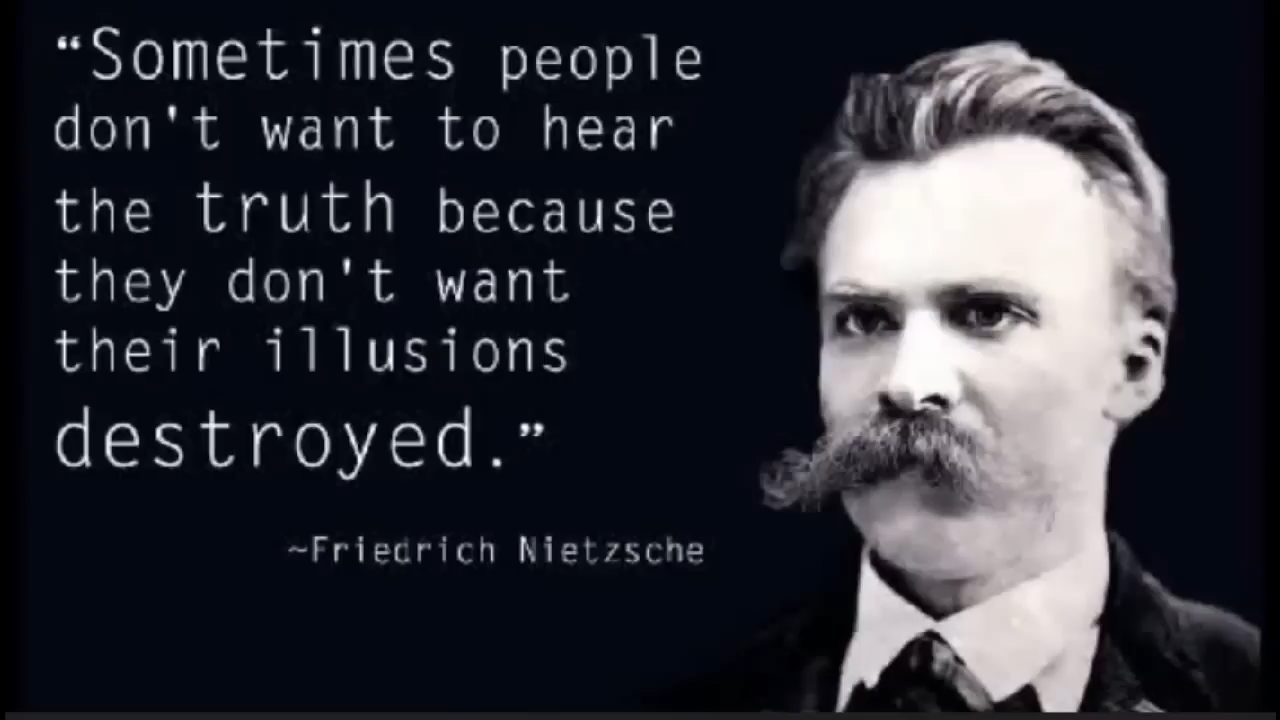 “Sometimes people
don't want to hear
the truth because
they don't want
their illusions
destroyed.”
~Friedrich Nietzsche